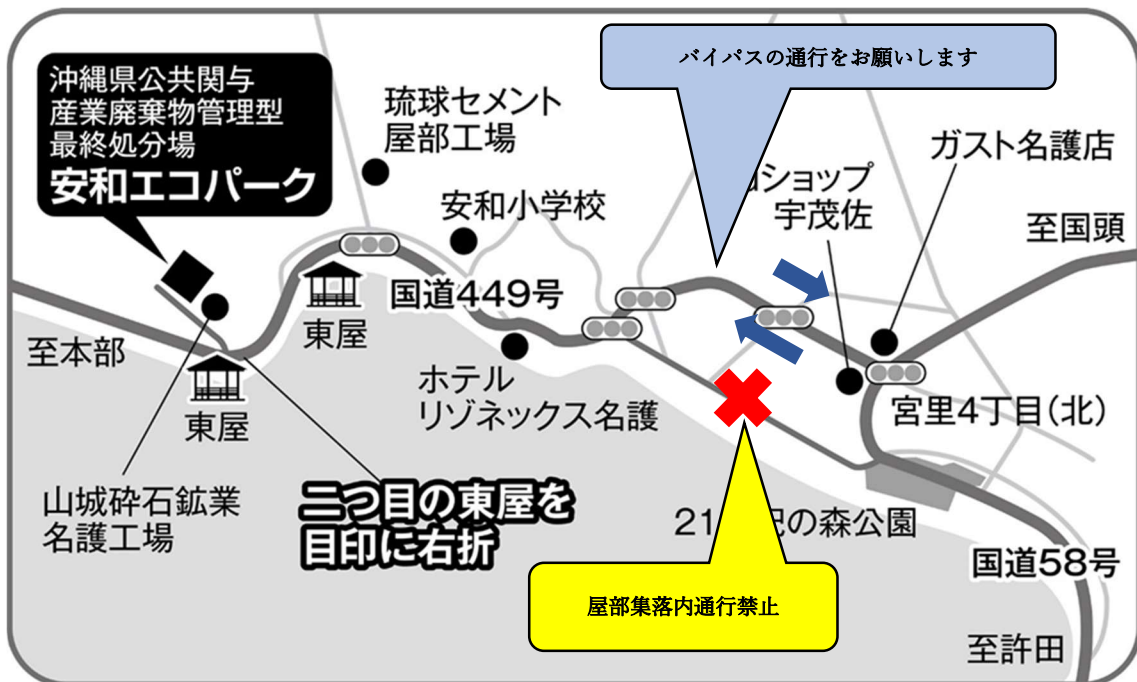 バイパスの通行をお願いします
沖縄県公共関与
産業廃棄物管理型
最終処分場
安和エコパーク
琉球セメント
屋部工場
ガスト名護店
安和小学校
ショップ
宇茂佐
至国頭
国道449号
東屋
至本部
ホテル
リゾネックス名護
東屋
宮里4丁目(北)
山城砕石鉱業
名護工場
二つ目の東屋を
目印に右折
21 の森公園
国道58号
屋部集落内通行禁止
至許田